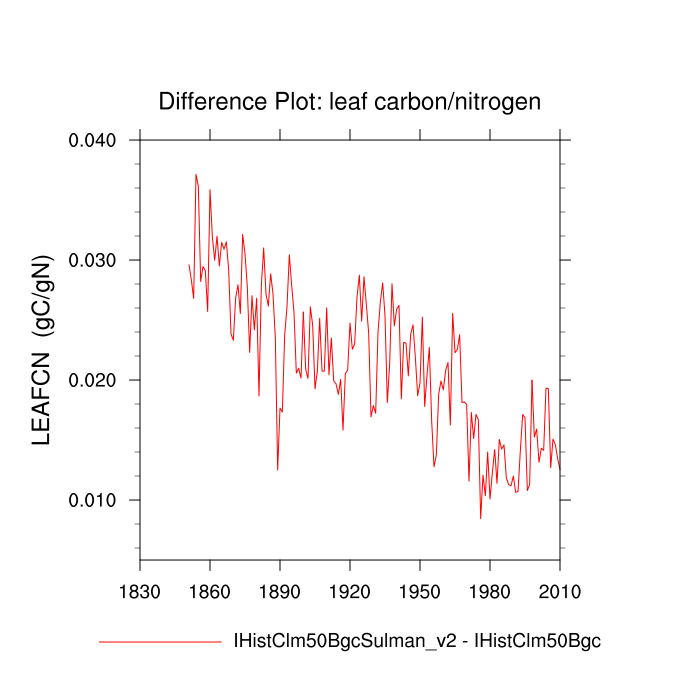 Difference Plot: leaf carbon/nitrogen
LEAFCN (gC/gN)
0.040
0.030
0.020
0.010
1830 1860 1890 1920 1950 1980 2010
IHistClm50BgcSulman_v2 - IHistClm50Bgc